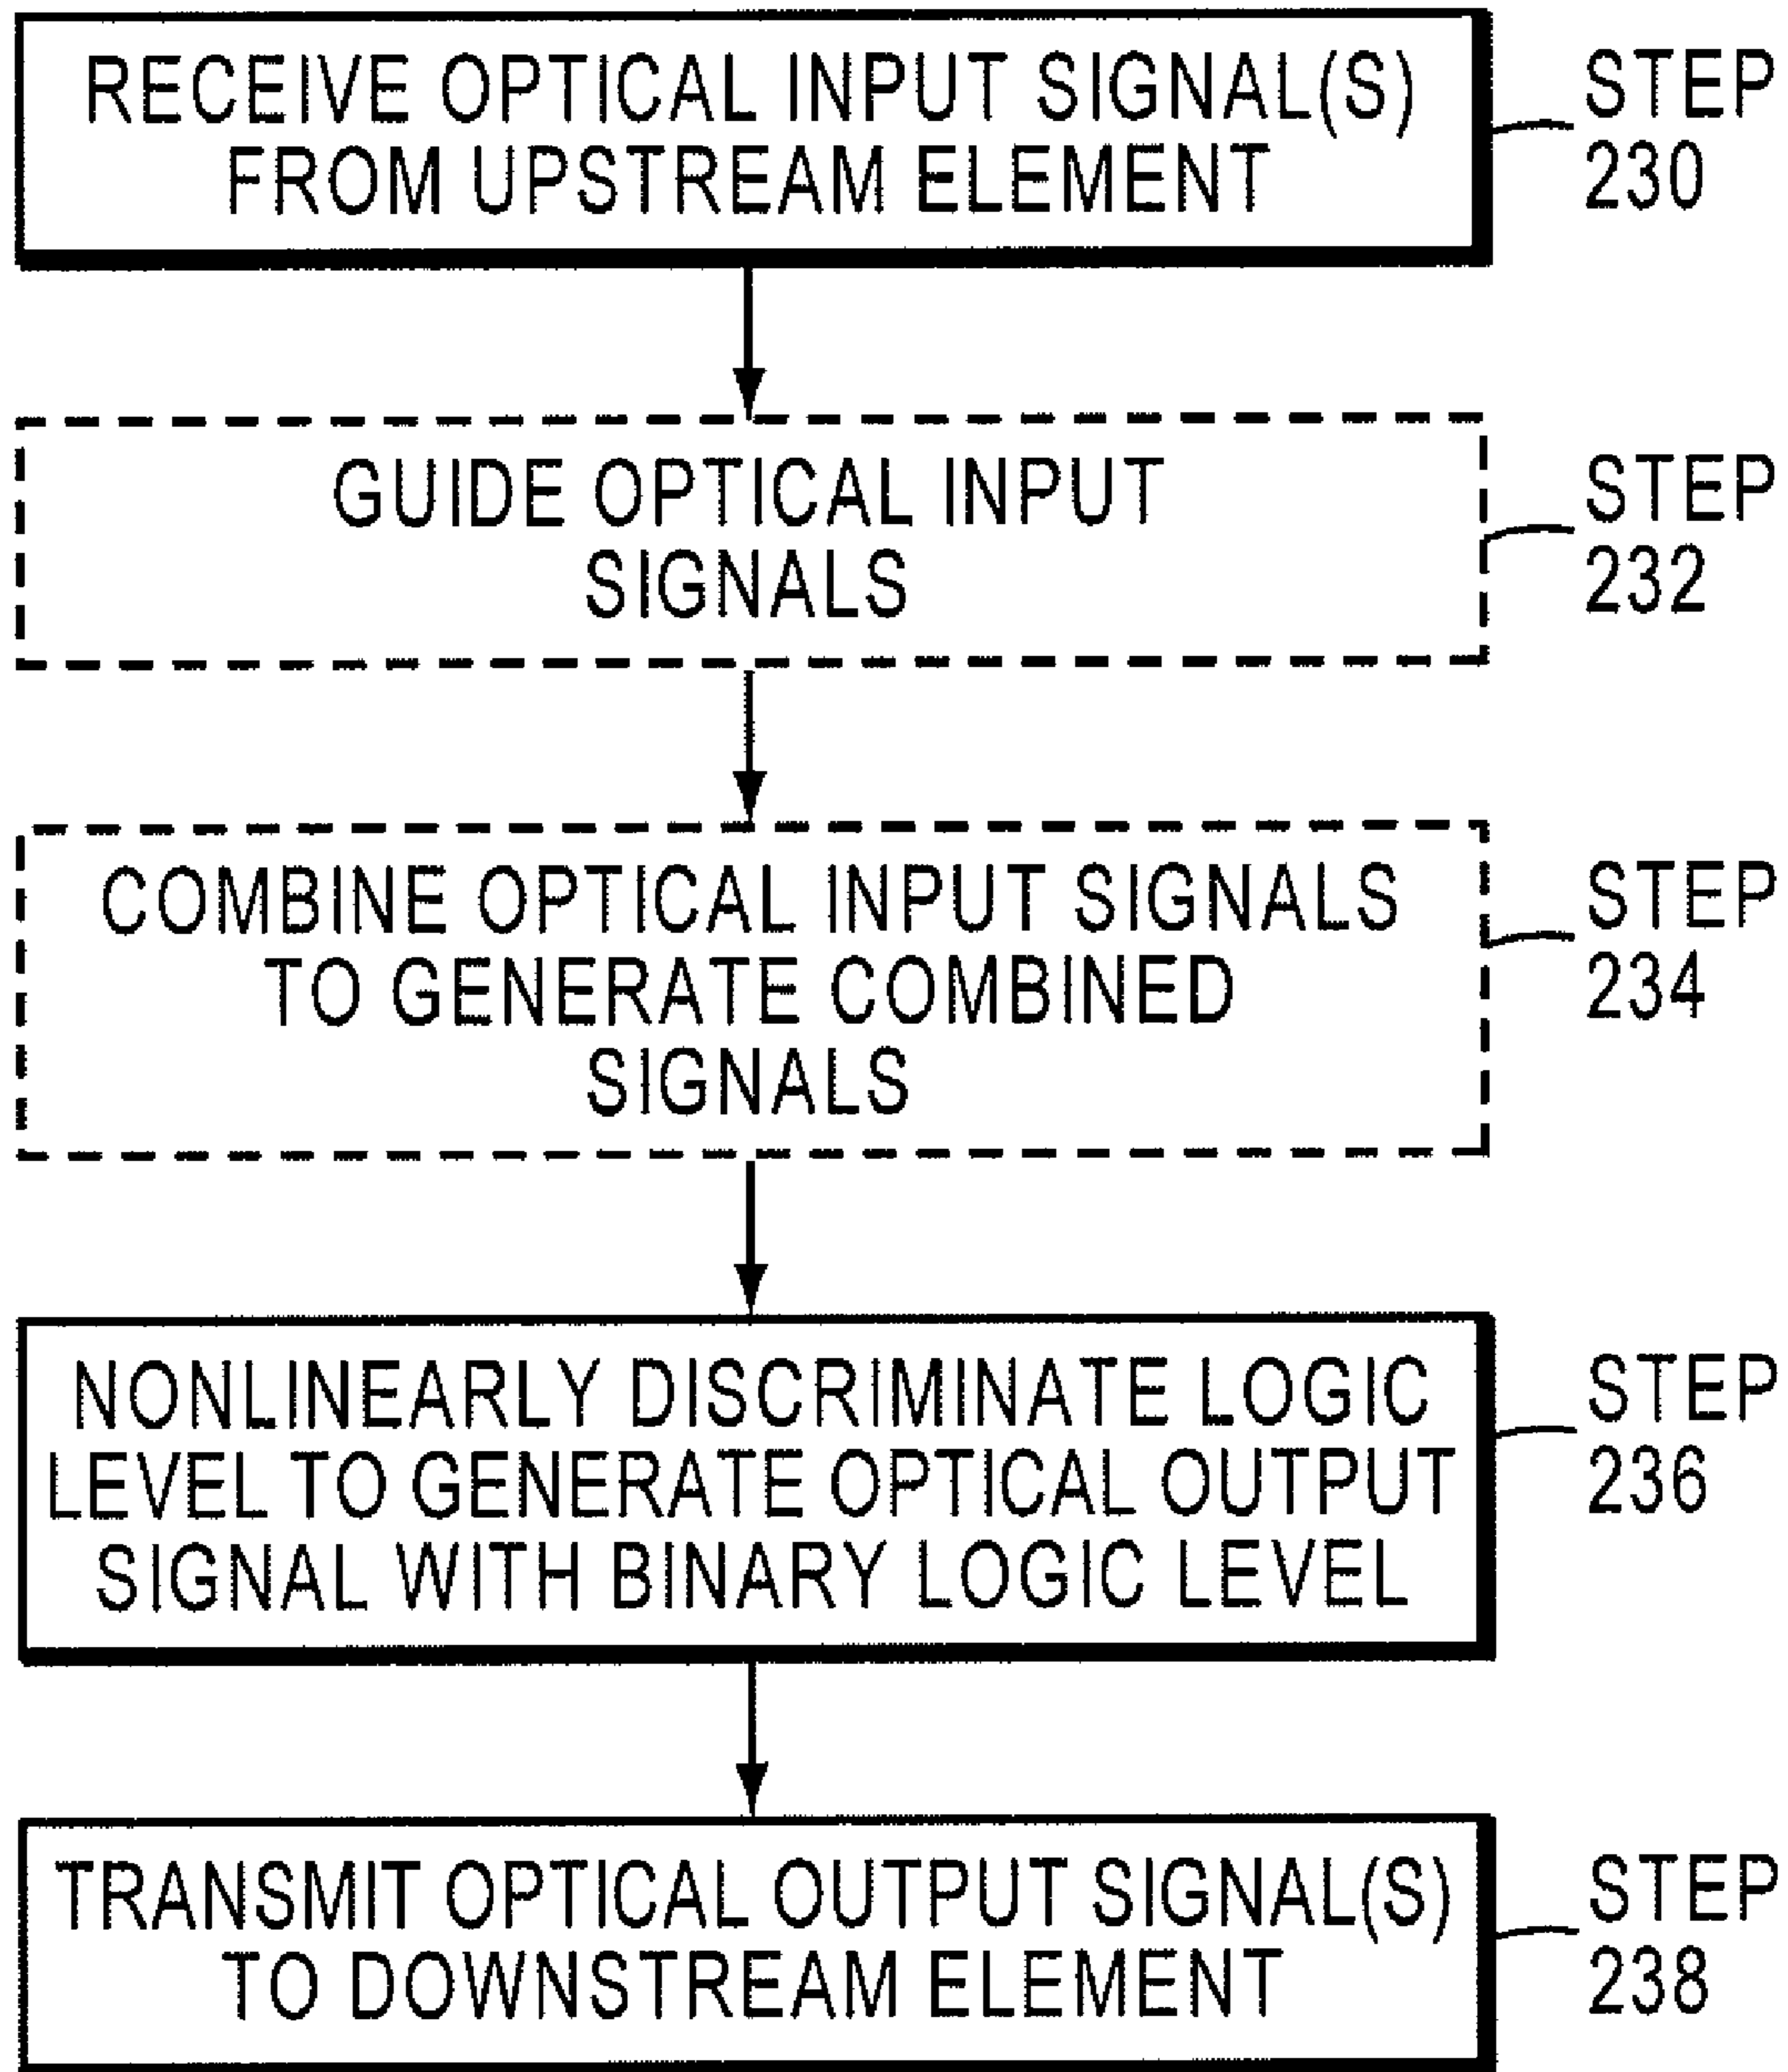 RECEIVE OPTICAL INPUT SIGNAL(S)
FROM UPSTREAM ELEMENT
STEP
230
GUIDE OPTICAL INPUT
SIGNALS
STEP
232
COMBINE OPTICAL INPUT SIGNALS
TO GENERATE COMBINED
SIGNALS
STEP
234
NONLINEARLY DISCRIMINATE LOGIC
LEVEL TO GENERATE OPTICAL OUTPUT
SIGNAL WITH BINARY LOGIC LEVEL
STEP
236
TRANSMIT OPTICAL OUTPUT SIGNAL(S)
TO DOWNSTREAM ELEMENT
STEP
238